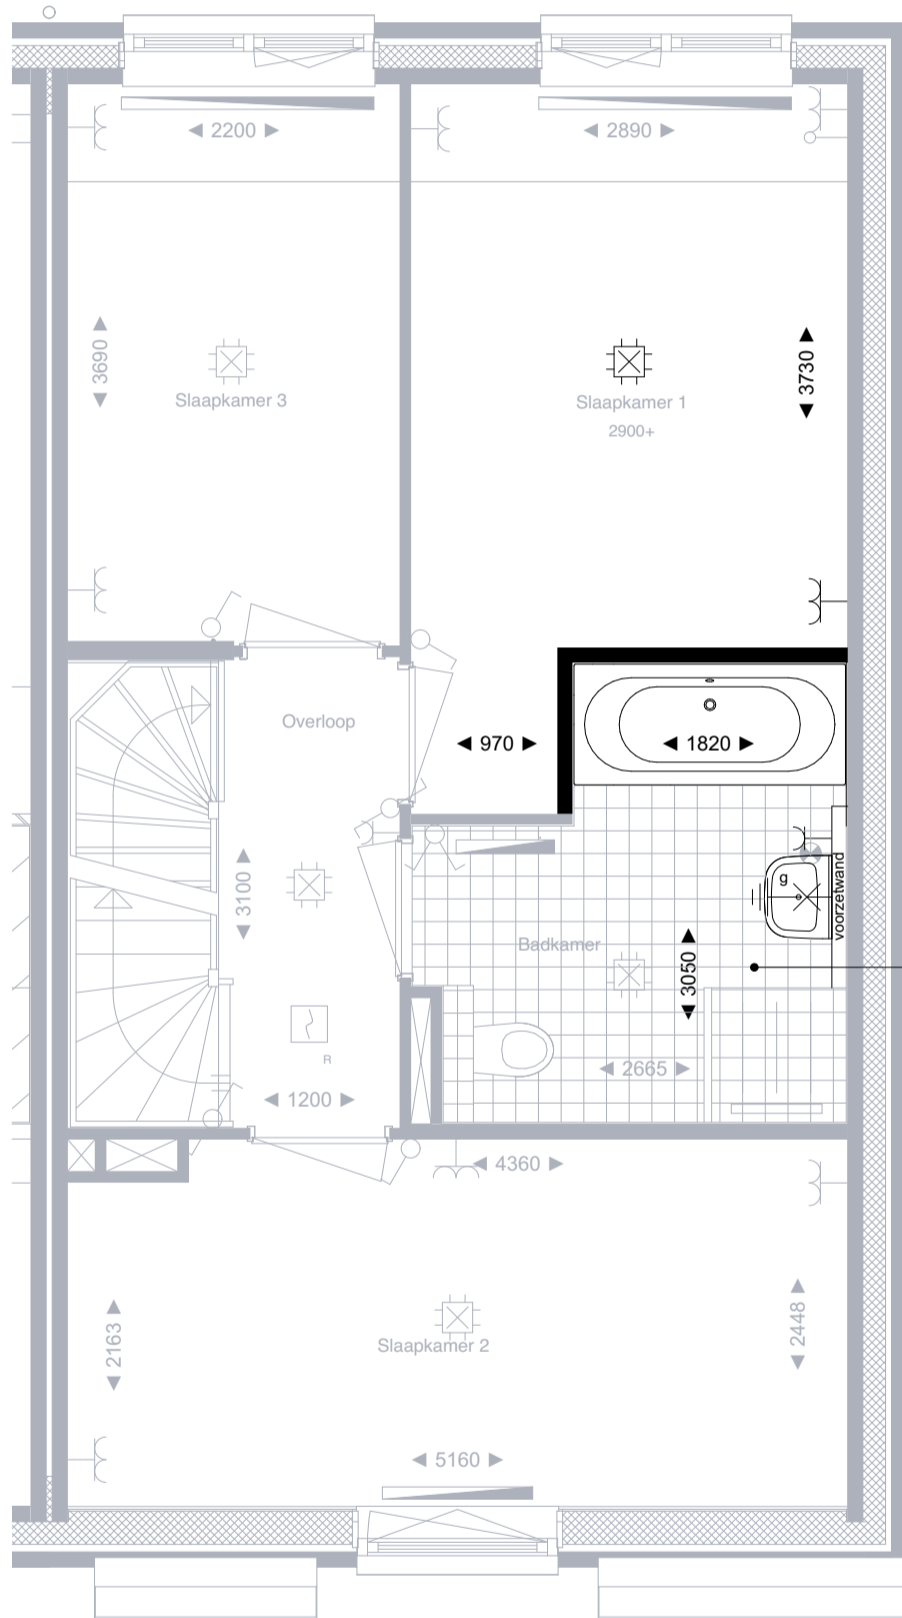 ◄ 2200 ►
◄ 2890 ►
◄ 3690 ►
Slaapkamer 3
◄ 3730 ►
Slaapkamer 1
2900+
Overloop
◄ 970 ►
◄ 1820 ►
◄ 3100 ►
g
voorzetwand
Badkamer
◄ 3050 ►
R
◄ 2665 ►
◄ 1200 ►
◄ 4360 ►
◄ 2163 ►
◄ 2448 ►
Slaapkamer 2
◄ 5160 ►